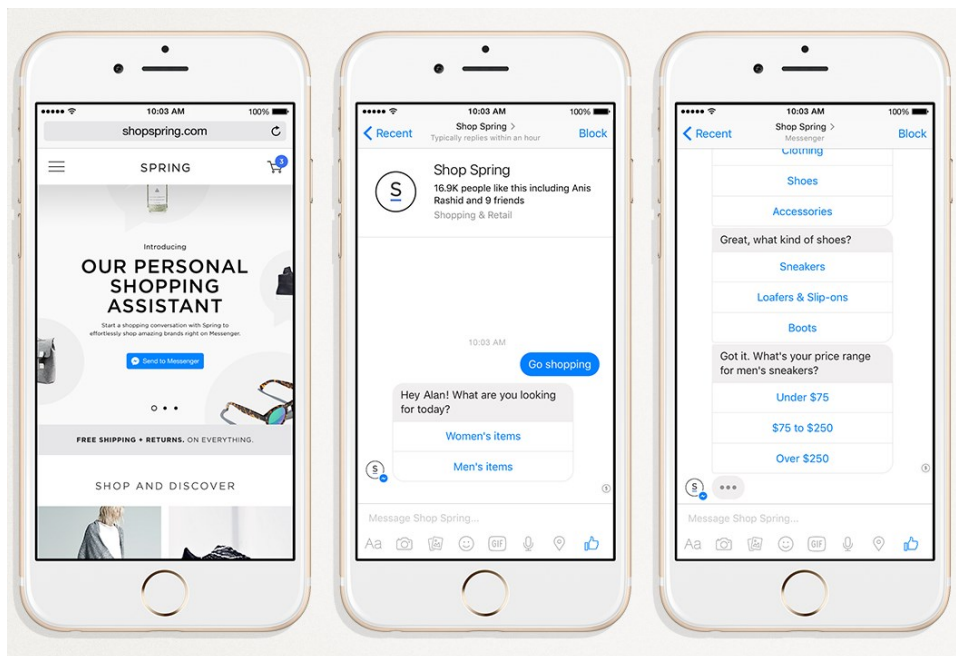 10:03 AM
100%
shopspring.com
SPRING
3
Introducing
OUR PERSONAL
SHOPPING
ASSISTANT
Start a shopping conversation with Spring to
effortlessly shop amazing brands right on Messenger.
Send to Messenger
FREE SHIPPING + RETURNS. ON EVERYTHING.
SHOP AND DISCOVER
10:03 AM
100%
Recent
Shop Spring >
Typically replies within an hour
Block
S
Shop Spring
16.9K people like this including Anis
Rashid and 9 friends
Shopping & Retail
10:03 AM
Go shopping
Hey Alan! What are you looking
for today?
Women's items
Men's items
S
S
Message Shop Spring...
Aa
GIF
10:03 AM
100%
Recent
Shop Spring >
Messenger
Block
Clothing
Shoes
Accessories
Great, what kind of shoes?
Sneakers
Loafers & Slip-ons
Boots
Got it. What's your price range
for men's sneakers?
Under $75
$75 to $250
Over $250
S
S
Message Shop Spring...
Aa
GIF